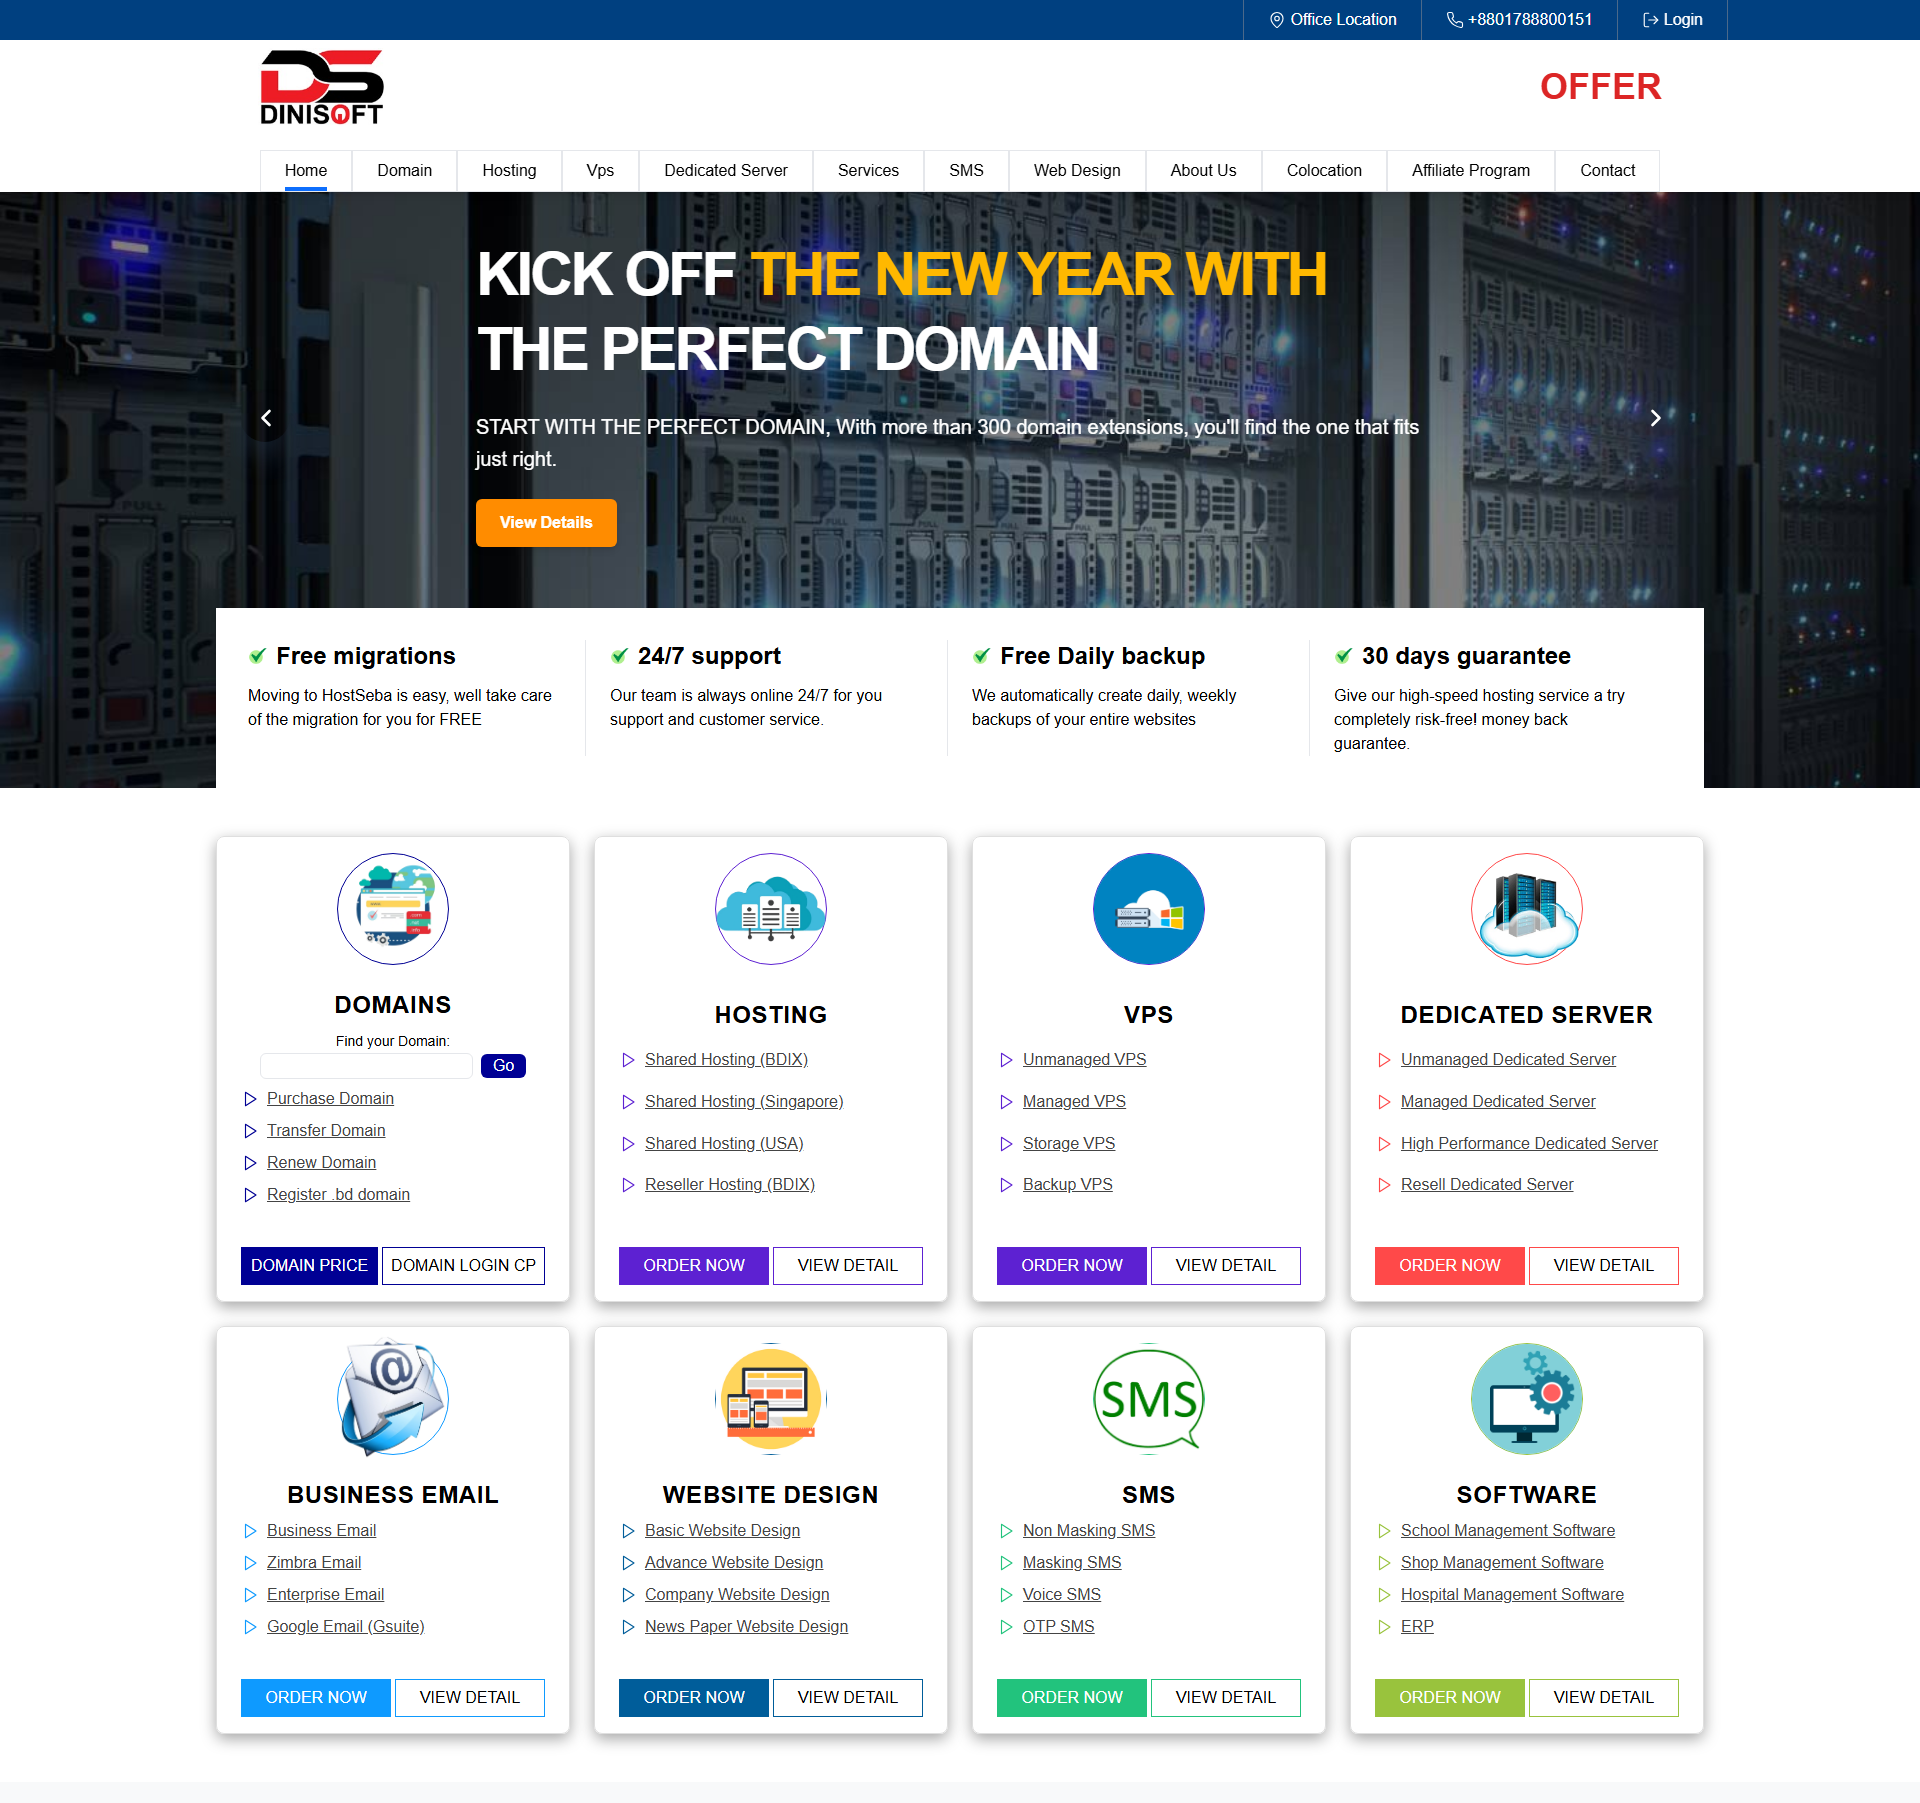 Office Location
+8801788800151
Login
DS
DINISOFT
OFFER
Home
Domain
Hosting
Vps
Dedicated Server
Services
SMS
Web Design
About Us
Colocation
Affiliate Program
Contact
KICK OFF THE NEW YEAR WITH
THE PERFECT DOMAIN
START WITH THE PERFECT DOMAIN, With more than 300 domain extensions, you'll find the one that fits
just right.
View Details
Free migrations
Moving to HostSeba is easy, well take care
of the migration for you for FREE
24/7 support
Our team is always online 24/7 for you
support and customer service.
Free Daily backup
We automatically create daily, weekly
backups of your entire websites
30 days guarantee
Give our high-speed hosting service a try
completely risk-free! money back
guarantee.
DOMAINS
Find your Domain:
Go
Purchase Domain
Transfer Domain
Renew Domain
Register .bd domain
DOMAIN PRICE
DOMAIN LOGIN CP
HOSTING
Shared Hosting (BDIX)
Shared Hosting (Singapore)
Shared Hosting (USA)
Reseller Hosting (BDIX)
ORDER NOW
VIEW DETAIL
VPS
Unmanaged VPS
Managed VPS
Storage VPS
Backup VPS
ORDER NOW
VIEW DETAIL
DEDICATED SERVER
Unmanaged Dedicated Server
Managed Dedicated Server
High Performance Dedicated Server
Resell Dedicated Server
ORDER NOW
VIEW DETAIL
@
BUSINESS EMAIL
Business Email
Zimbra Email
Enterprise Email
Google Email (Gsuite)
ORDER NOW
VIEW DETAIL
WEBSITE DESIGN
Basic Website Design
Advance Website Design
Company Website Design
News Paper Website Design
ORDER NOW
VIEW DETAIL
SMS
SMS
Non Masking SMS
Masking SMS
Voice SMS
OTP SMS
ORDER NOW
VIEW DETAIL
SOFTWARE
School Management Software
Shop Management Software
Hospital Management Software
ERP
ORDER NOW
VIEW DETAIL